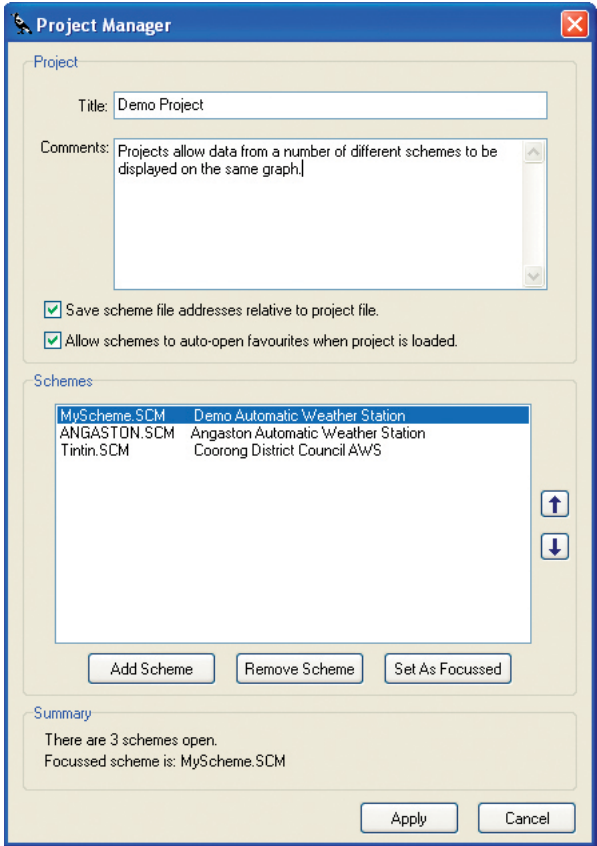 Project Manager
Project
Title: Demo Project
Comments: Projects allow data from a number of different schemes to be
displayed on the same graph.
Save scheme file addresses relative to project file.
Allow schemes to auto-open favourites when project is loaded.
Schemes
MyScheme.SCM Demo Automatic Weather Station
ANGASTON.SCM Angaston Automatic Weather Station
Tintin.SCM Coorong District Council AWS
Add Scheme Remove Scheme Set As Focussed
Summary
There are 3 schemes open.
Focussed scheme is: MyScheme.SCM
Apply Cancel